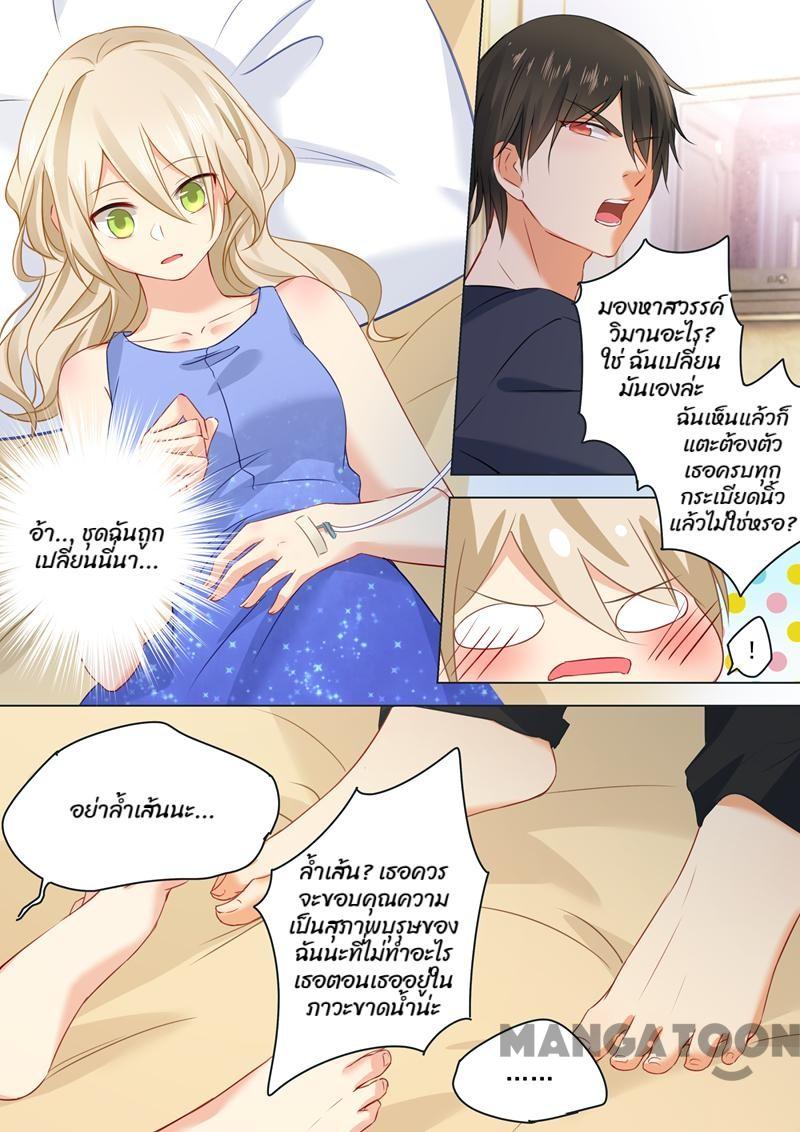 อ๊า... ชุดฉันถูก
เปลี่ยนนี่นา...
มองหาสวรรค์
วิมานอะไร?
ใช่ ฉันเปลี่ยน
มันเองล่ะ
ฉันเห็นแล้วก็
แตะต้องตัว
เธอครบทุก
กระเบียดนิ้ว
แล้วไม่ใช่หรอ?
!
อย่าล้ำเส้นนะ...
ล้ำเส้น? เธอควร
จะขอบคุณความ
เป็นสุภาพบุรุษของ
ฉันนะที่ไม่ทำอะไร
เธอตอนเธออยู่ใน
ภาวะขาดน้ำน่ะ
......
MANGATOON